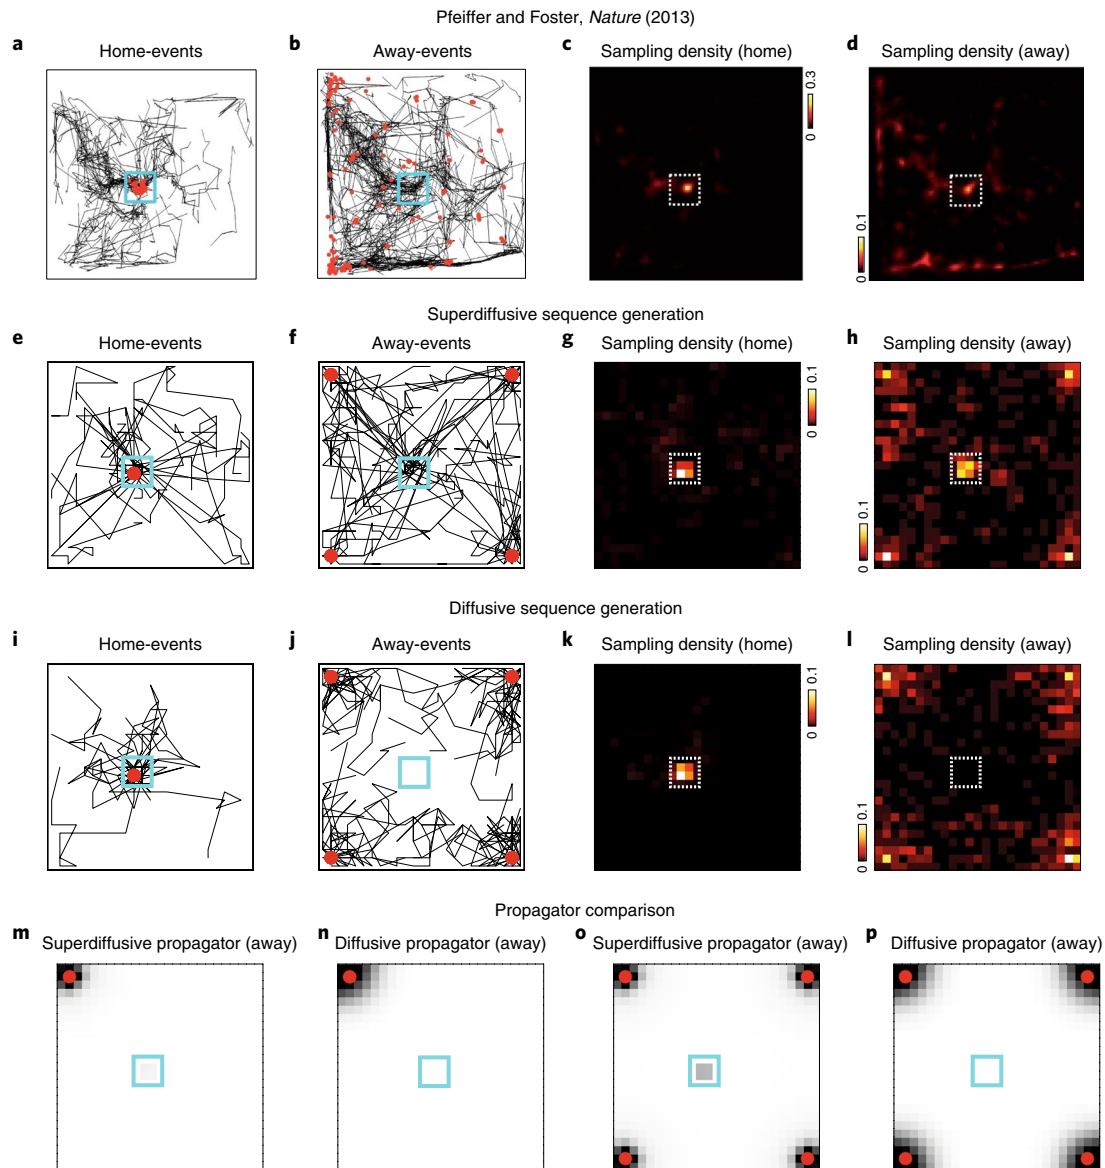 Pfeiffer and Foster, Nature (2013)
a Home-events
b Away-events
c Sampling density (home)
d Sampling density (away)
0 0.3
0 0.1
Superdiffusive sequence generation
e Home-events
f Away-events
g Sampling density (home)
h Sampling density (away)
0 0.1
0 0.1
Diffusive sequence generation
i Home-events
j Away-events
k Sampling density (home)
l Sampling density (away)
0 0.1
0 0.1
Propagator comparison
m Superdiffusive propagator (away)
n Diffusive propagator (away)
o Superdiffusive propagator (away)
p Diffusive propagator (away)